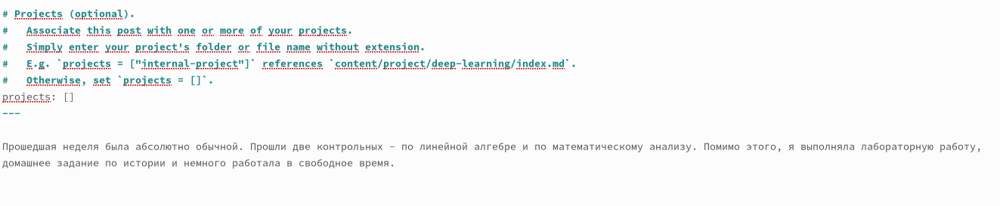 # Projects (optional).
#   Associate this post with one or more of your projects.
#   Simply enter your project's folder or file name without extension.
#   E.g. `projects = ["internal-project"]` references `content/project/deep-learning/index.md`.
#   Otherwise, set `projects = []`.
projects: []
---
Прошедшая неделя была абсолютно обычной. Прошли две контрольных - по линейной алгебре и по математическому анализу. Помимо этого, я выполняла лабораторную работу,
домашнее задание по истории и немного работала в свободное время.